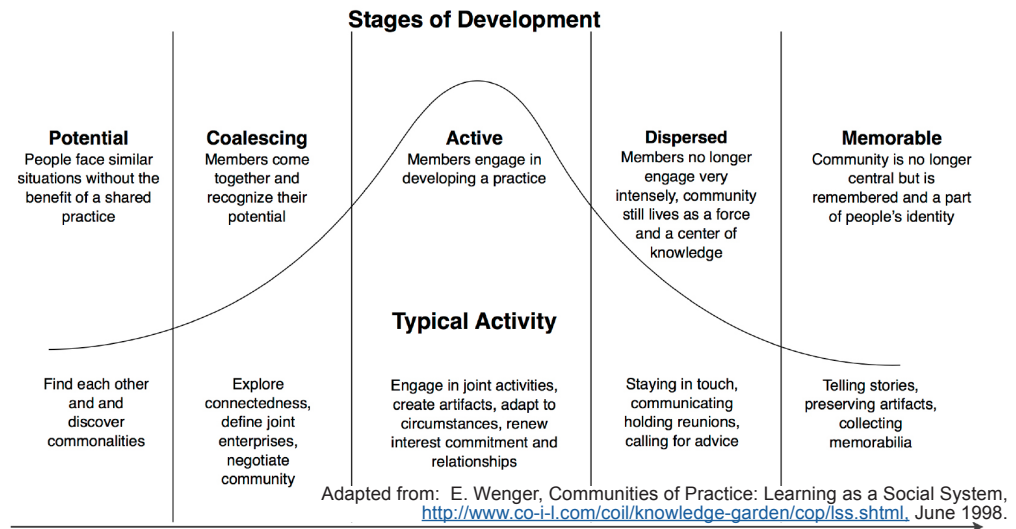 Stages of Development
Potential
People face similar
situations without the
benefit of a shared
practice
Coalescing
Members come
together and
recognize their
potential
Active
Members engage in
developing a practice
Dispersed
Members no longer
engage very
intensely, community
still lives as a force
and a center of
knowledge
Memorable
Community is no longer
central but is
remembered and a part
of people's identity
Typical Activity
Find each other
and and
discover
commonalities
Explore
connectedness,
define joint
enterprises,
negotiate
community
Engage in joint activities,
create artifacts, adapt to
circumstances, renew
interest commitment and
relationships
Staying in touch,
communicating
holding reunions,
calling for advice
Telling stories,
preserving artifacts,
collecting
memorabilia
Adapted from: E. Wenger, Communities of Practice: Learning as a Social System,
http://www.co-i-l.com/coil/knowledge-garden/cop/lss.shtml, June 1998.